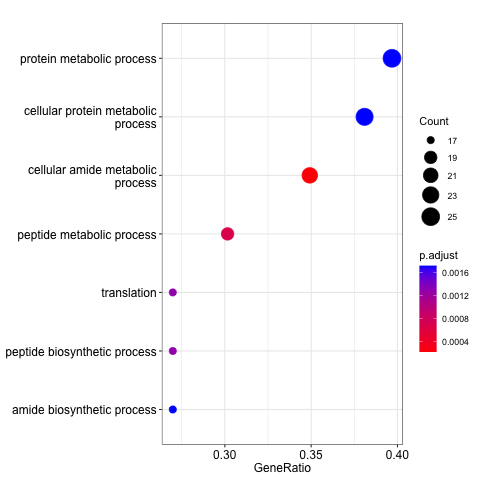 protein metabolic process
cellular protein metabolic
process
cellular amide metabolic
process
peptide metabolic process
translation
peptide biosynthetic process
amide biosynthetic process
0.30 0.35 0.40
GeneRatio
Count
17
19
21
23
25
p.adjust
0.0016
0.0012
0.0008
0.0004